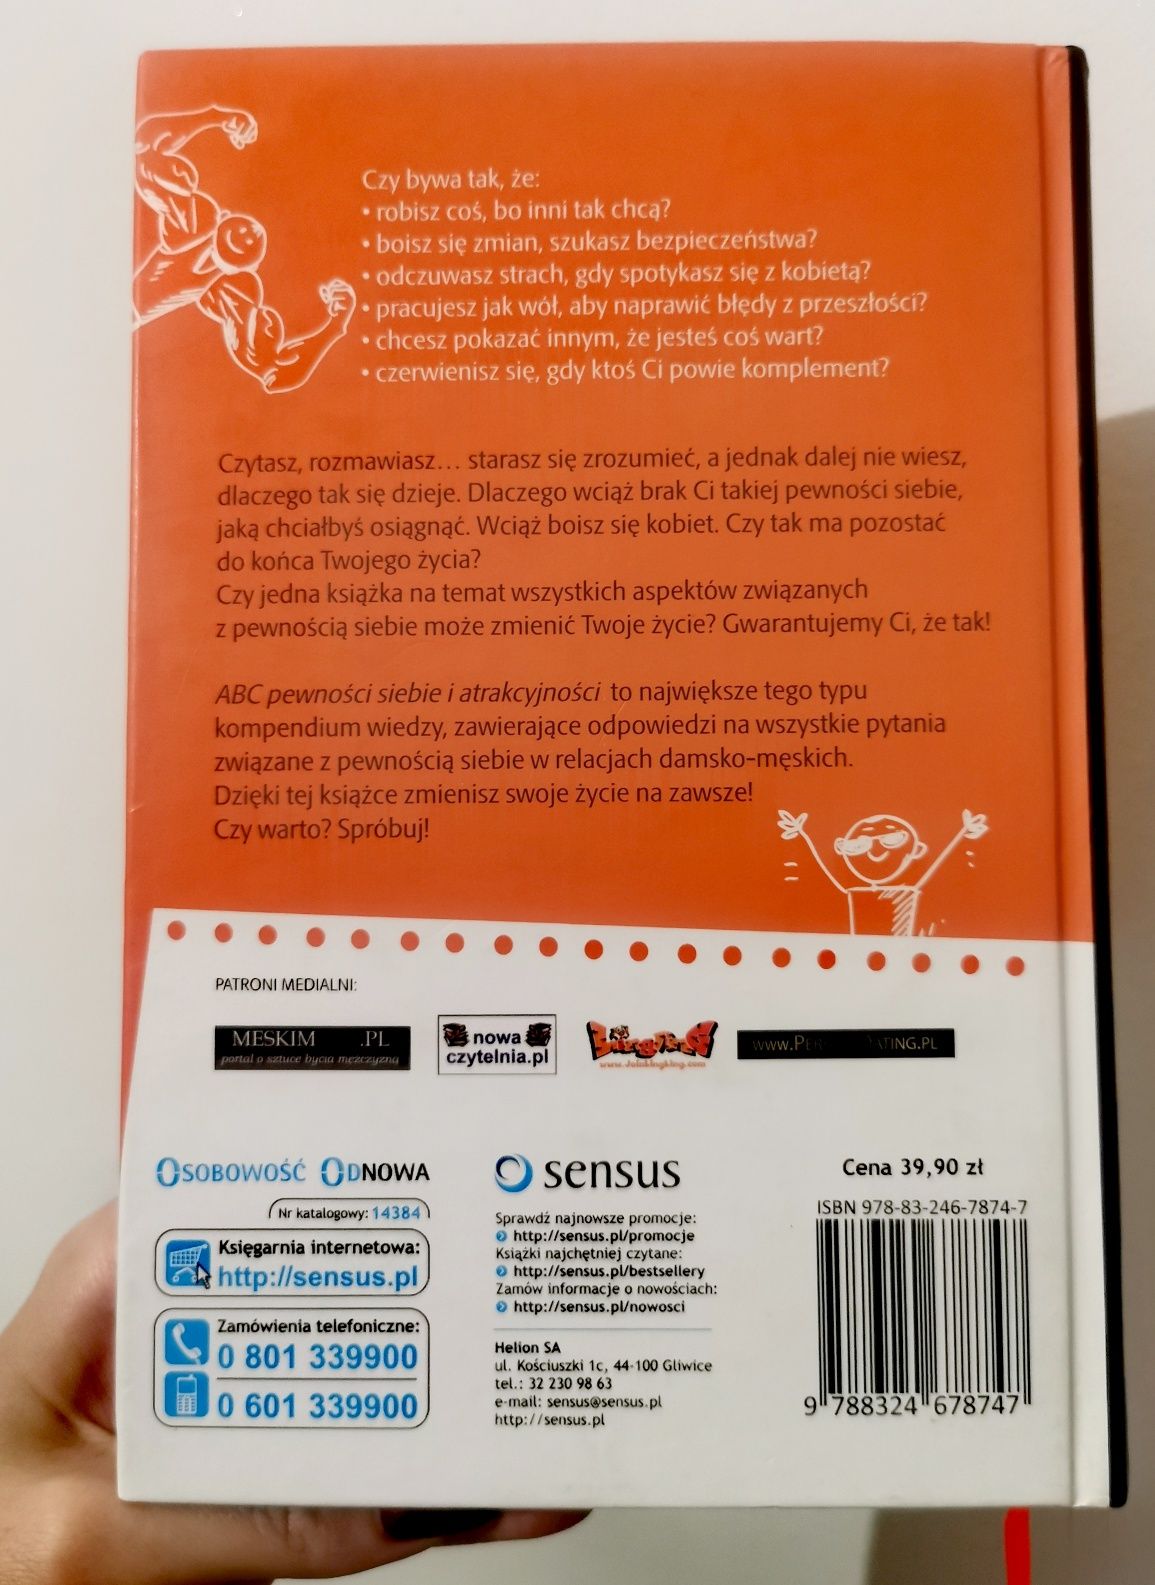 Czy bywa tak, że:
• robisz coś, bo inni tak chcą?
• boisz się zmian, szukasz bezpieczeństwa?
• odczuwasz strach, gdy spotykasz się z kobietą?
• pracujesz jak wół, aby naprawić błędy z przeszłości?
• chcesz pokazać innym, że jesteś coś wart?
• czerwienisz się, gdy ktoś Ci powie komplement?
Czytasz, rozmawiasz... starasz się zrozumieć, a jednak dalej nie wiesz,
dlaczego tak się dzieje. Dlaczego wciąż brak Ci takiej pewności siebie,
jaką chciałbyś osiągnąć. Wciąż boisz się kobiet. Czy tak ma pozostać
do końca Twojego życia?
Czy jedna książka na temat wszystkich aspektów związanych
z pewnością siebie może zmienić Twoje życie? Gwarantujemy Ci, że tak!
ABC pewności siebie i atrakcyjności to największe tego typu
kompendium wiedzy, zawierające odpowiedzi na wszystkie pytania
związane z pewnością siebie w relacjach damsko-męskich.
Dzięki tej książce zmienisz swoje życie na zawsze!
Czy warto? Spróbuj!
PATRONI MEDIALNI:
MESKIM .PL
portal o sztuce bycia mężczyzną
nowa
czytelnia.pl
www.JoinKingKing.com
OSOBOWOŚĆ ODNOWA
Nr katalogowy: 14384
Księgarnia internetowa:
http://sensus.pl
Zamówienia telefoniczne:
0 801 339900
0 601 339900
sensus
Sprawdź najnowsze promocje:
http://sensus.pl/promocje
Książki najchętniej czytane:
http://sensus.pl/bestsellery
Zamów informacje o nowościach:
http://sensus.pl/nowosci
Helion SA
ul. Kościuszki 1c, 44-100 Gliwice
tel.: 32 230 98 63
e-mail: sensus@sensus.pl
http://sensus.pl
Cena 39,90 zł
ISBN 978-83-246-7874-7
9 788324 678747